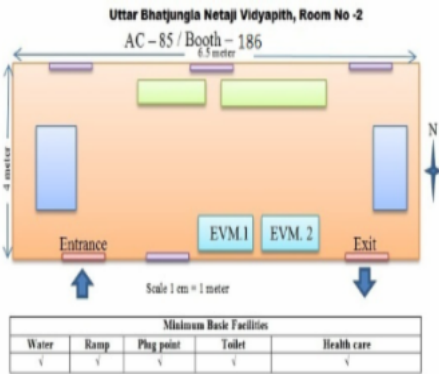 Uttar Bhatjungla Netaji Vidyapith, Room No -2
AC – 85 / Booth – 186
6.5 meter
4 meter
N
EVM.1 EVM. 2
Entrance Exit
Scale 1 cm = 1 meter
Minimum Basic Facilities
Water Ramp Plug point Toilet Health care
√ √ √ √ √